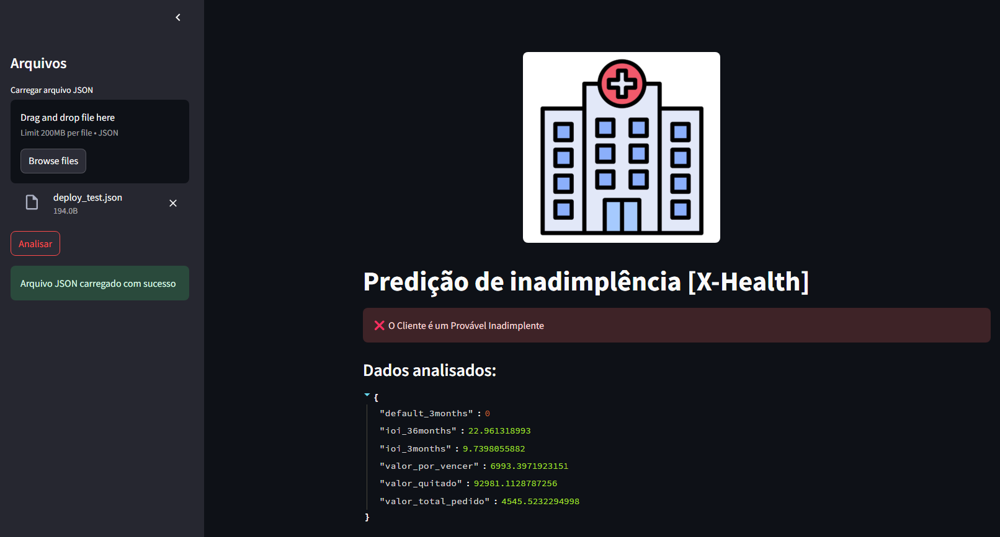 Arquivos
Carregar arquivo JSON
Drag and drop file here
Limit 200MB per file • JSON
Browse files
deploy_test.json
194.0B
Analisar
Arquivo JSON carregado com sucesso
Predição de inadimplência [X-Health]
❌ O Cliente é um Provável Inadimplente
Dados analisados:
{
"default_3months" : 0
"ioi_36months" : 22.961318993
"ioi_3months" : 9.7398055882
"valor_por_vencer" : 6993.3971923151
"valor_quitado" : 92981.1128787256
"valor_total_pedido" : 4545.5232294998
}